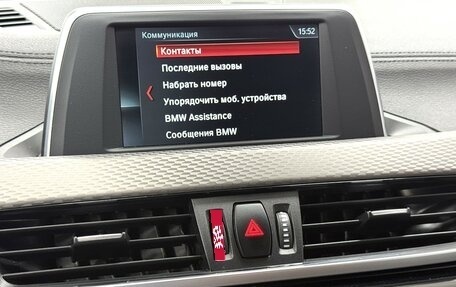 Коммуникация 15:52
Контакты
Последние вызовы
Набрать номер
Упорядочить моб. устройства
BMW Assistance
Сообщения BMW